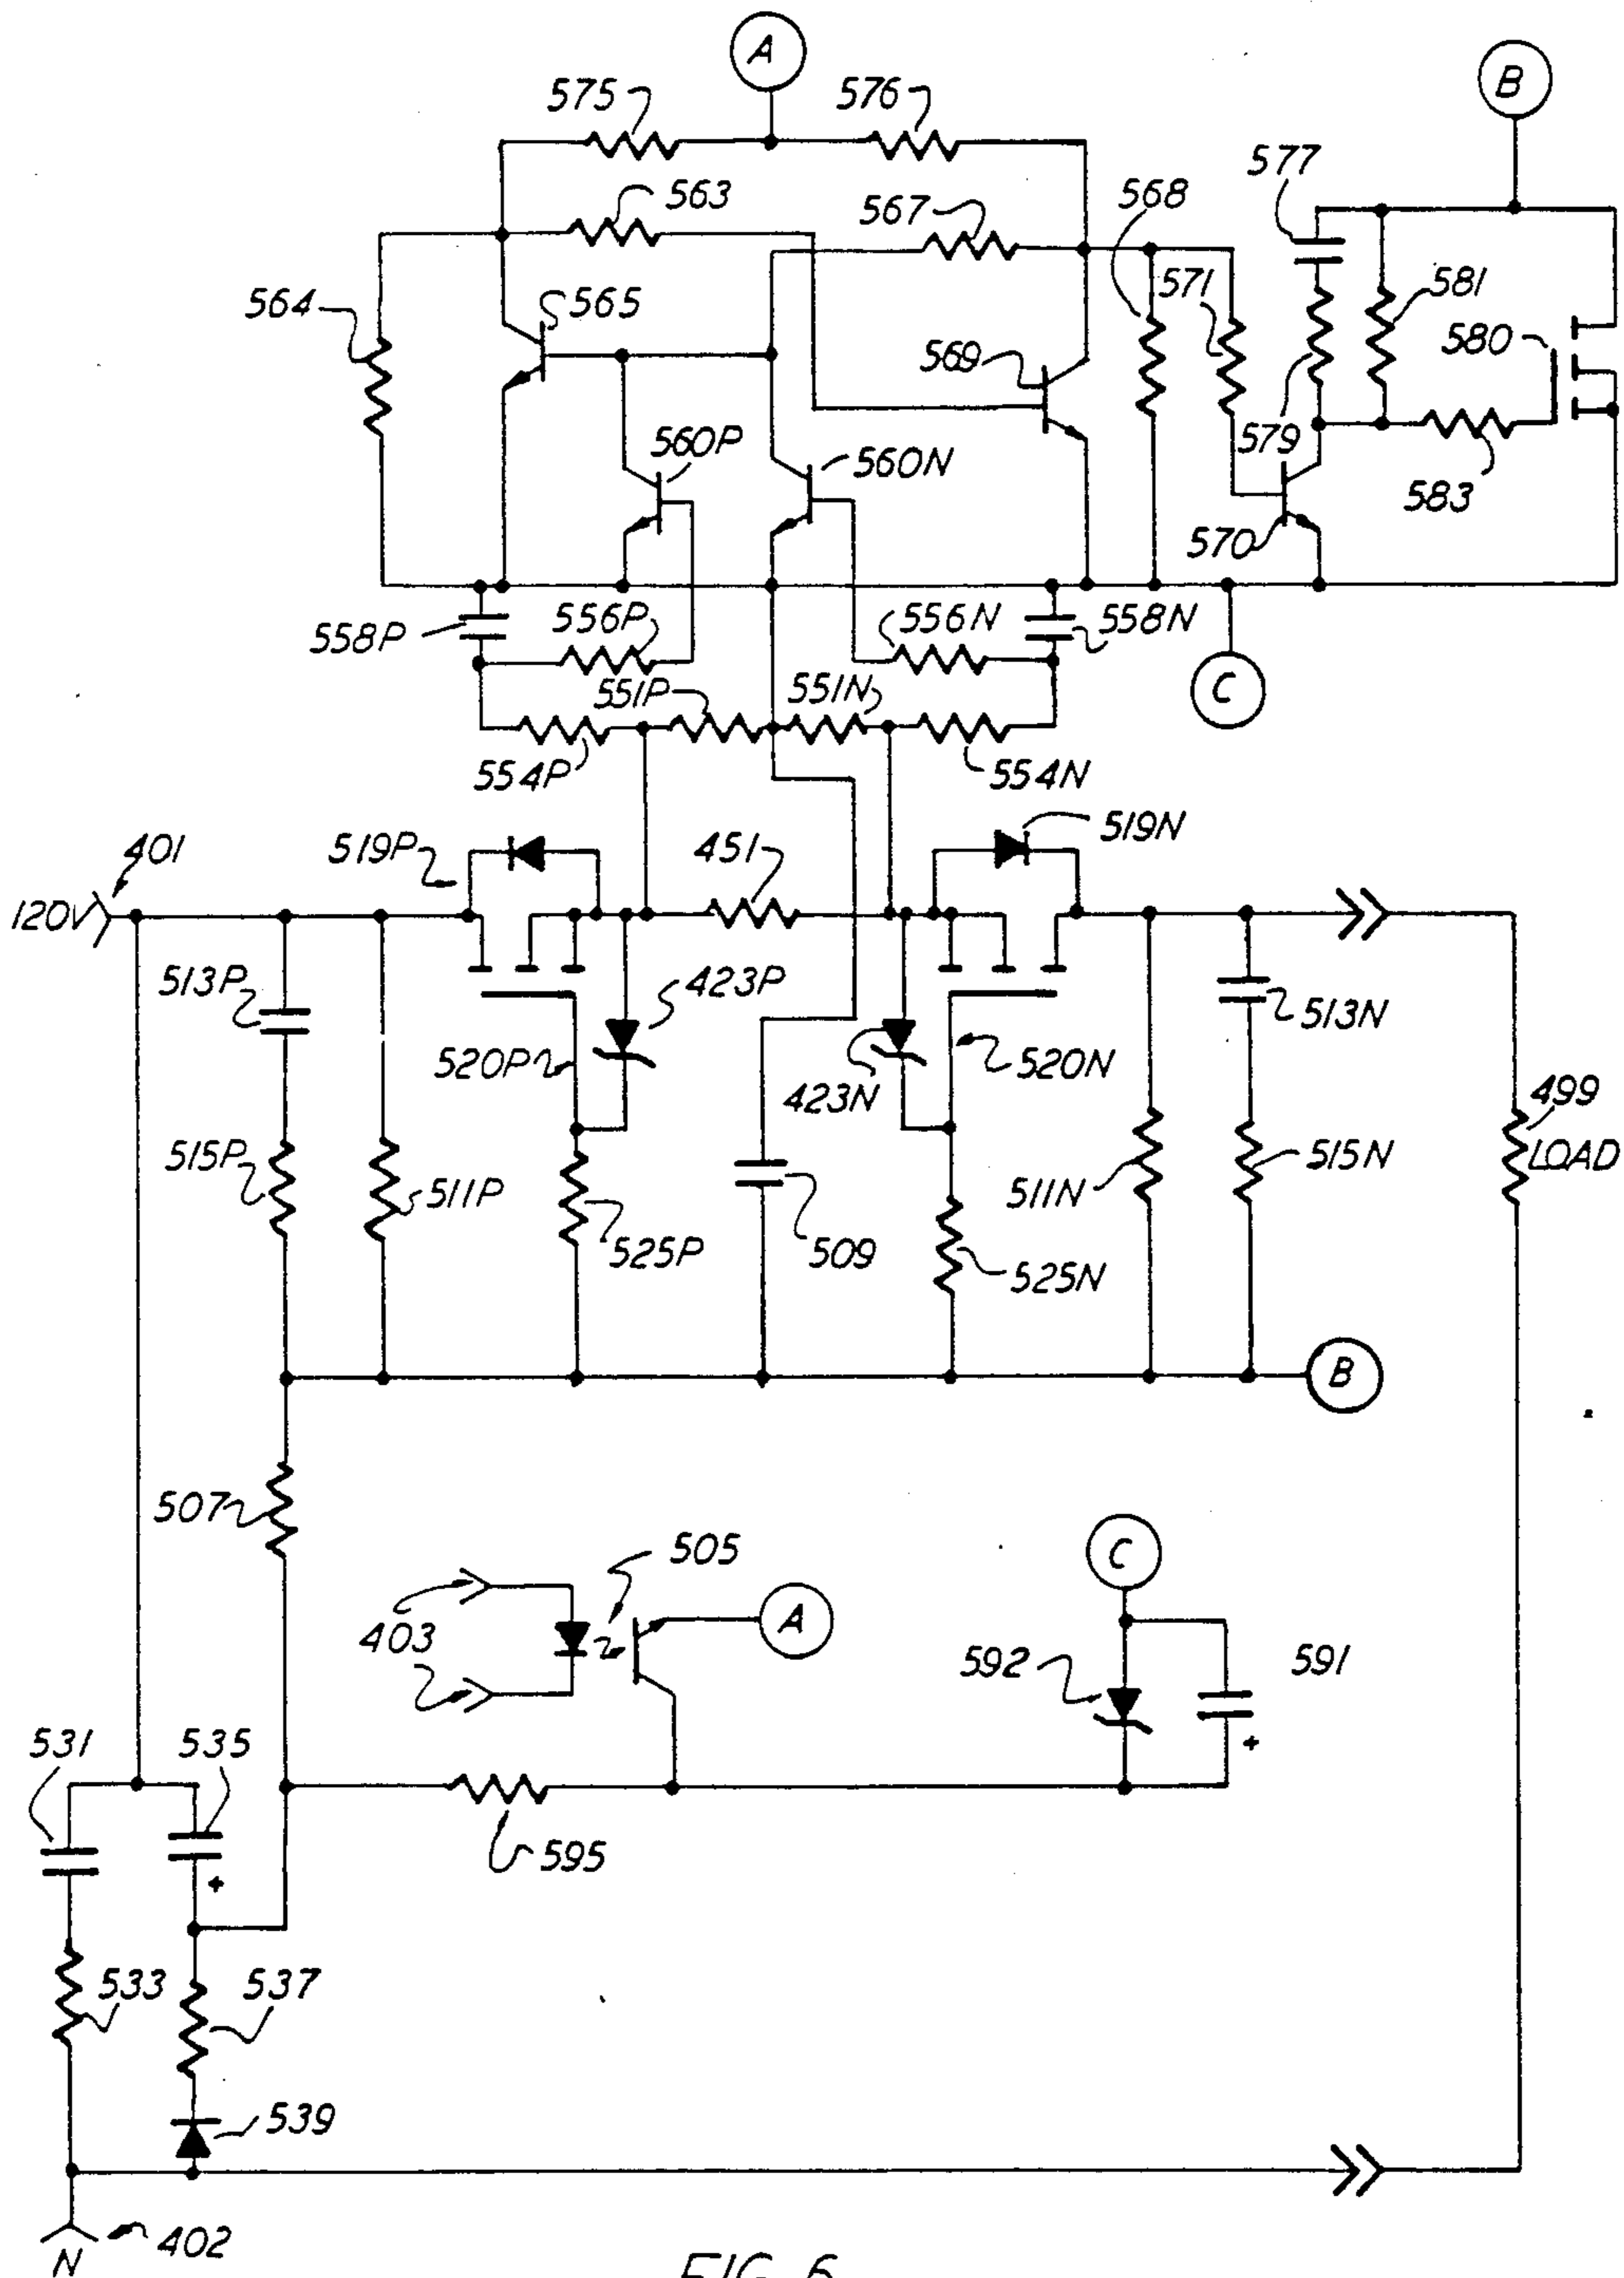 A
B
575
576
577
563
567
568
564
565
571
581
580
569
560P
560N
579
583
570
558P
556P
556N
558N
551P
551N
C
554P
554N
401
519P
451
519N
120V
513P
423P
513N
520P
520N
423N
499
LOAD
515P
511P
511N
515N
525P
509
525N
B
507
505
C
403
A
592
591
531
535
+
595
+
533
537
539
402
N
FIG. 6